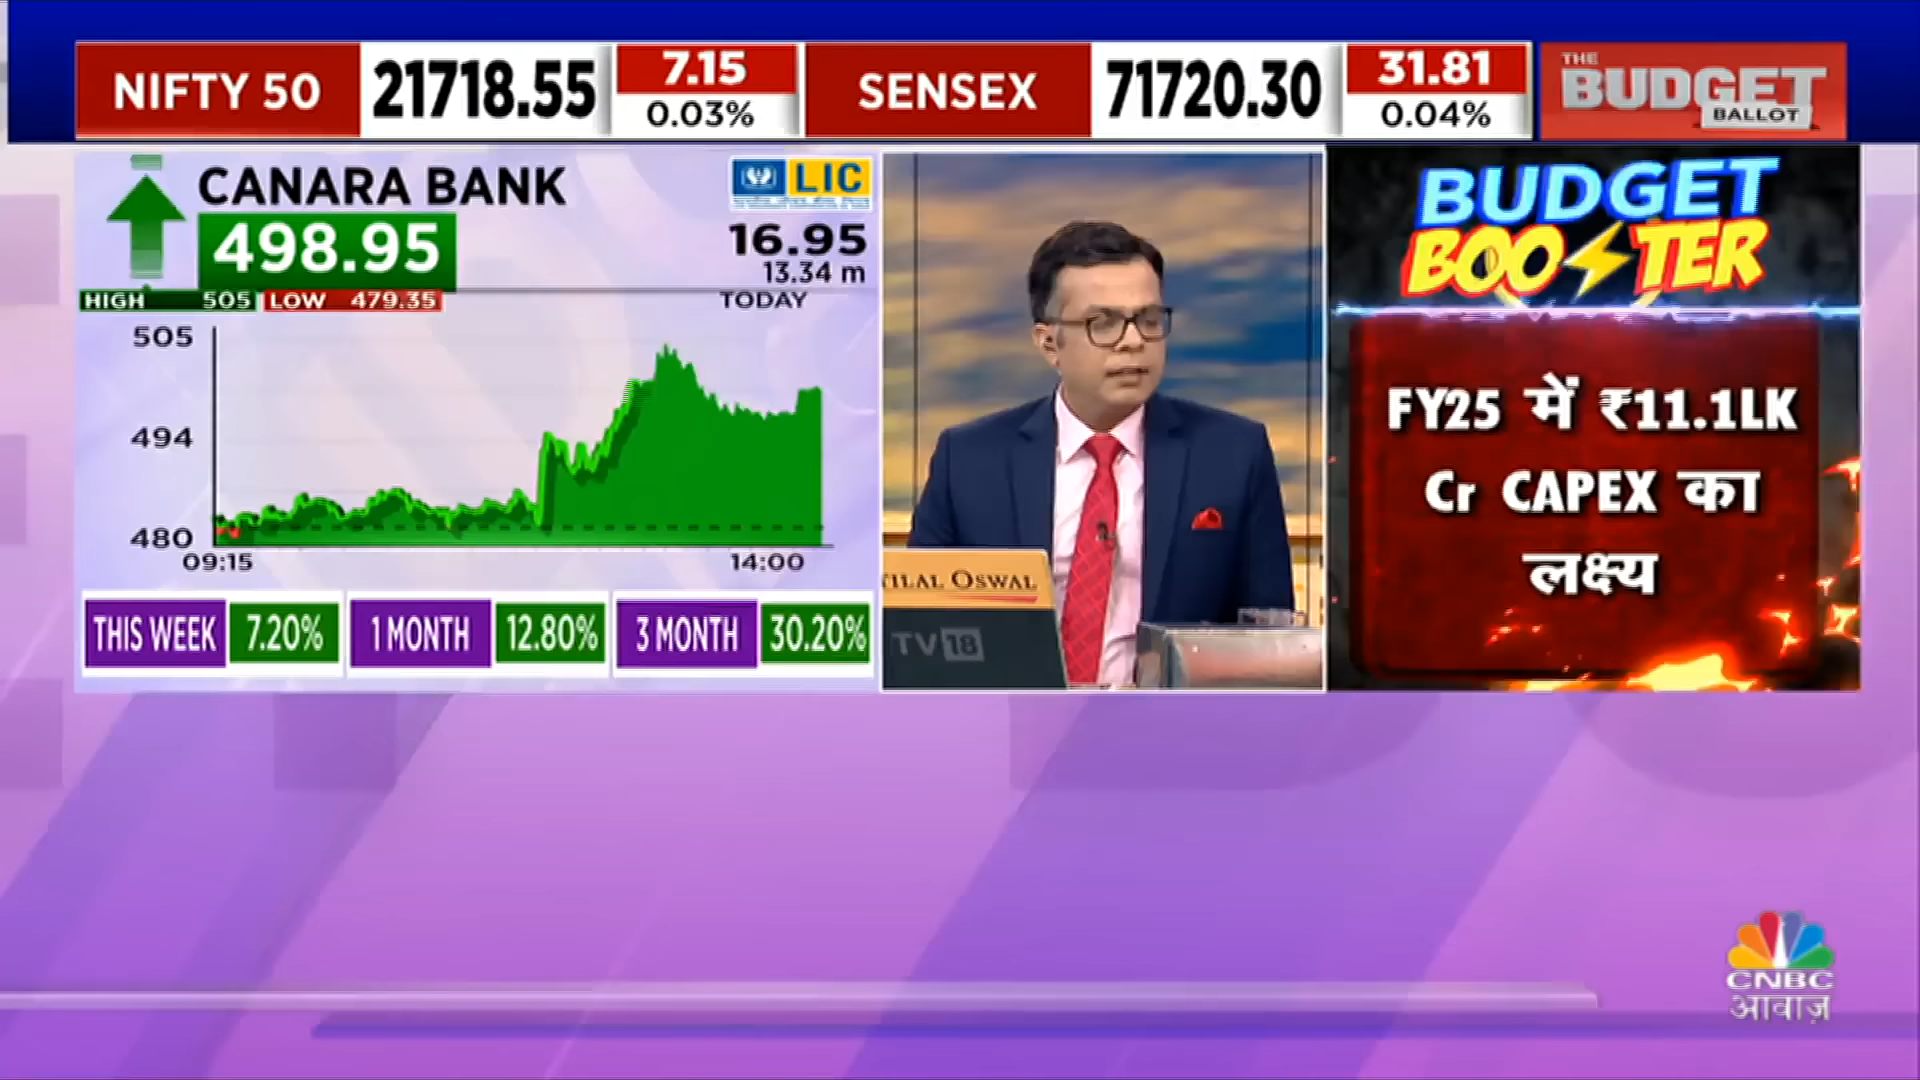 NIFTY 50 21718.55 7.15 0.03% SENSEX 71720.30 31.81 0.04% THE BUDGET BALLOT
CANARA BANK
LIC
498.95
16.95
13.34 m
HIGH 505 LOW 479.35
TODAY
505
494
480
09:15 14:00
THIS WEEK 7.20% 1 MONTH 12.80% 3 MONTH 30.20%
TILAL OSWAL
TV18
BUDGET
BOOSTER
FY25 में ₹11.1LK
Cr CAPEX का
लक्ष्य
CNBC
आवाज़